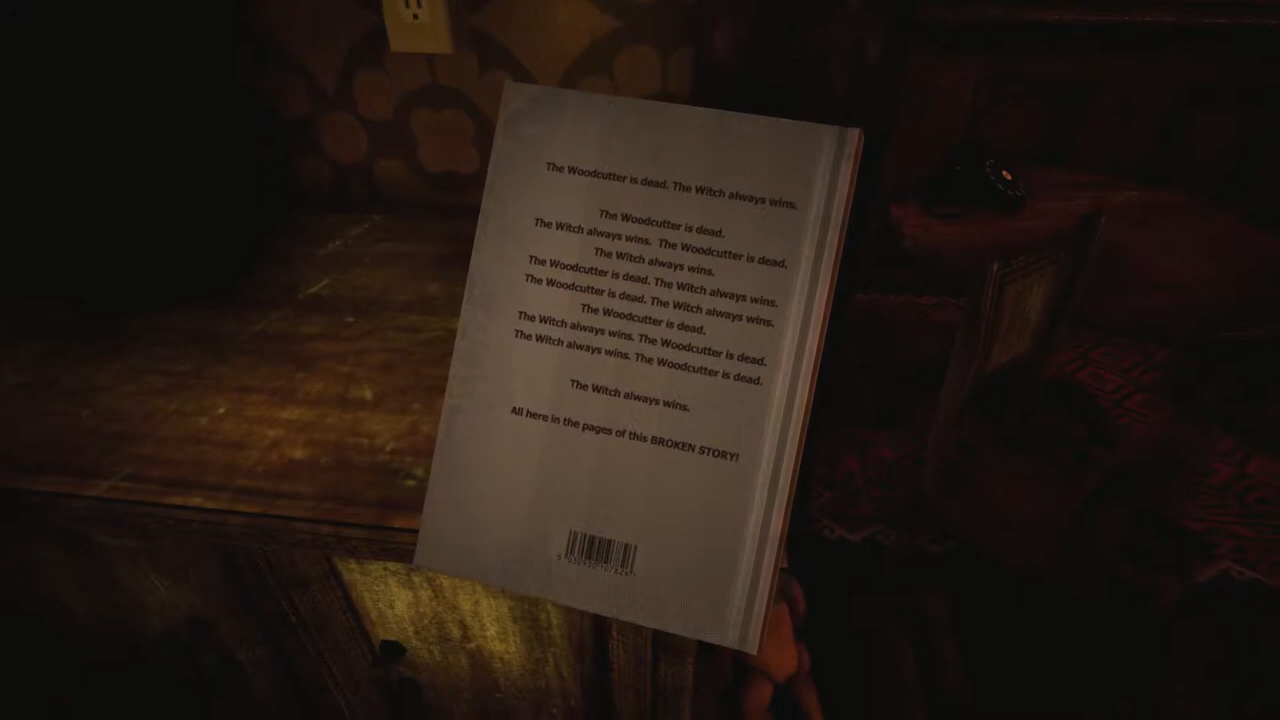 The Woodcutter is dead. The Witch always wins.
The Woodcutter is dead.
The Witch always wins. The Woodcutter is dead.
The Witch always wins.
The Woodcutter is dead. The Witch always wins.
The Woodcutter is dead. The Witch always wins.
The Woodcutter is dead.
The Witch always wins. The Woodcutter is dead.
The Witch always wins. The Woodcutter is dead.
The Witch always wins.
All here in the pages of this BROKEN STORY!